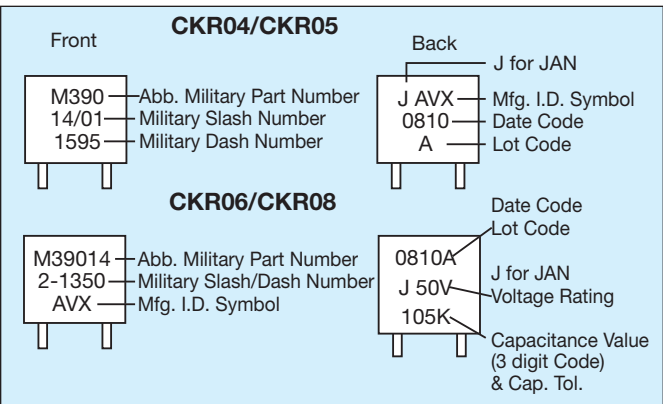 CKR04/CKR05
Front
M390
14/01
1595
Abb. Military Part Number
Military Slash Number
Military Dash Number
Back
J for JAN
J AVX
0810
A
Mfg. I.D. Symbol
Date Code
Lot Code
CKR06/CKR08
M39014
2-1350
AVX
Abb. Military Part Number
Military Slash/Dash Number
Mfg. I.D. Symbol
0810A
J 50V
105K
Date Code
Lot Code
J for JAN
Voltage Rating
Capacitance Value
(3 digit Code)
& Cap. Tol.